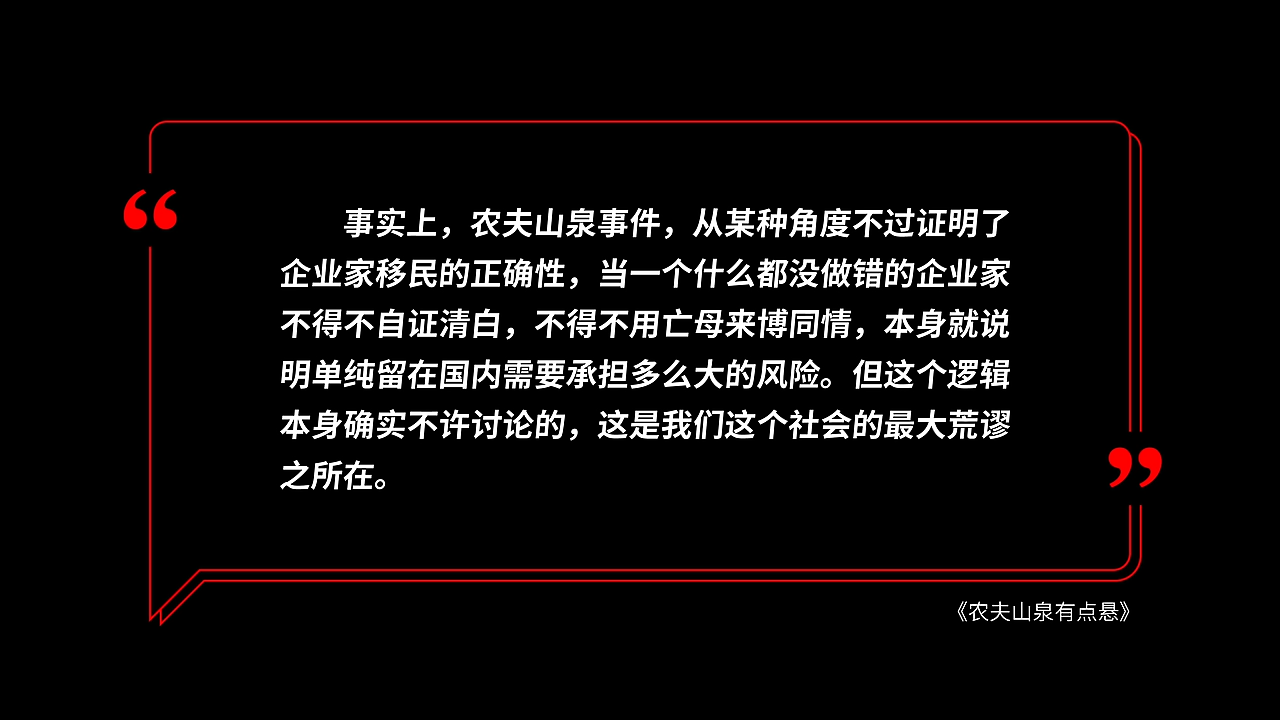 事实上，农夫山泉事件，从某种角度不过证明了
企业家移民的正确性，当一个什么都没做错的企业家
不得不自证清白，不得不用亡母来博同情，本身就说
明单纯留在国内需要承担多么大的风险。但这个逻辑
本身确实不许讨论的，这是我们这个社会的最大荒谬
之所在。
《农夫山泉有点悬》